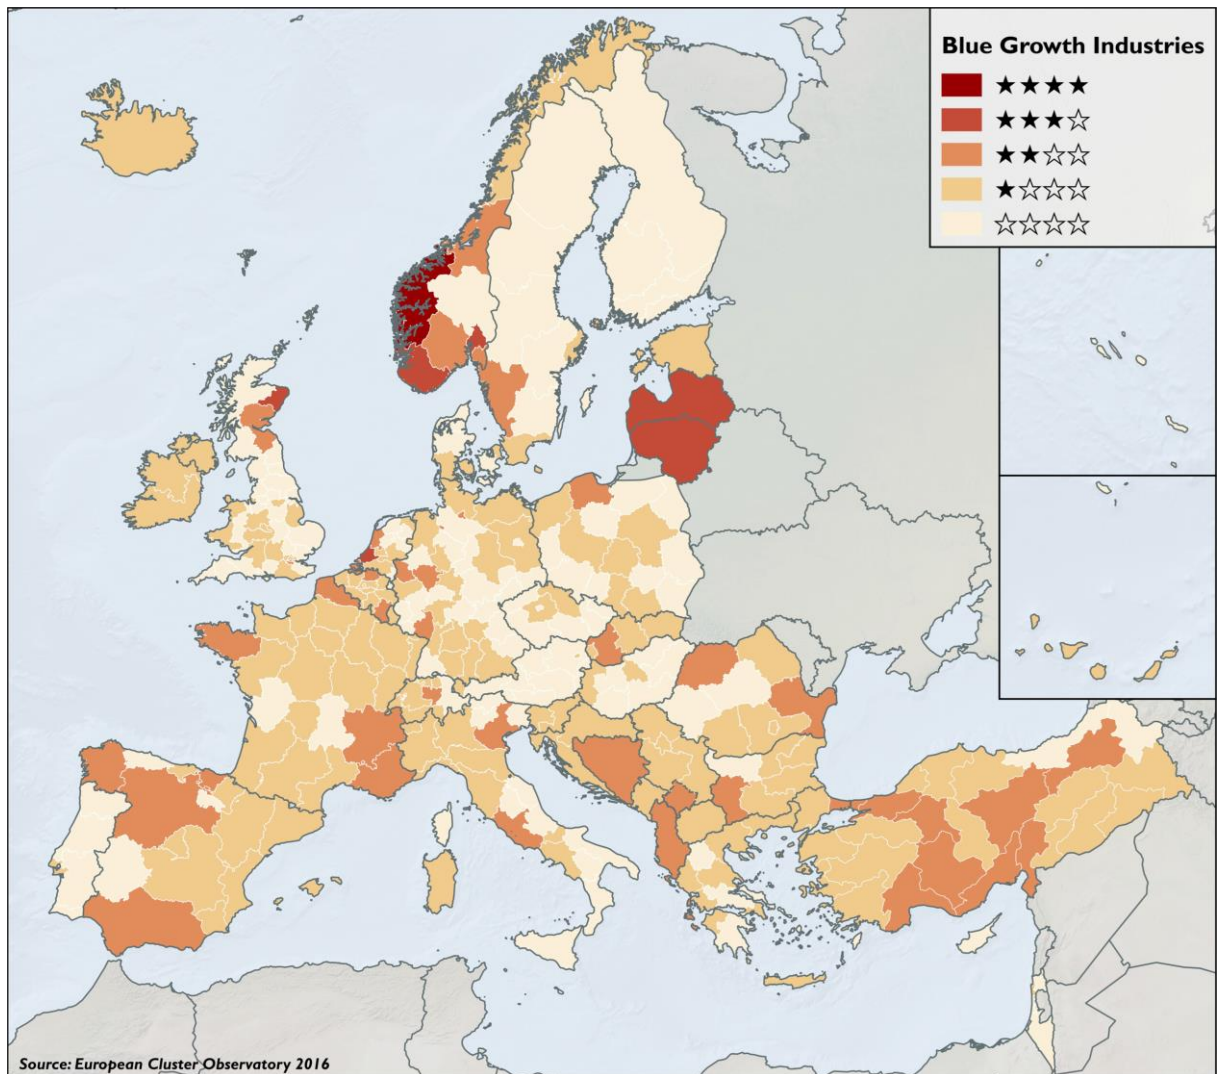 Blue Growth Industries
★★★★
★★★☆
★★☆☆
★☆☆☆
☆☆☆☆
Source: European Cluster Observatory 2016